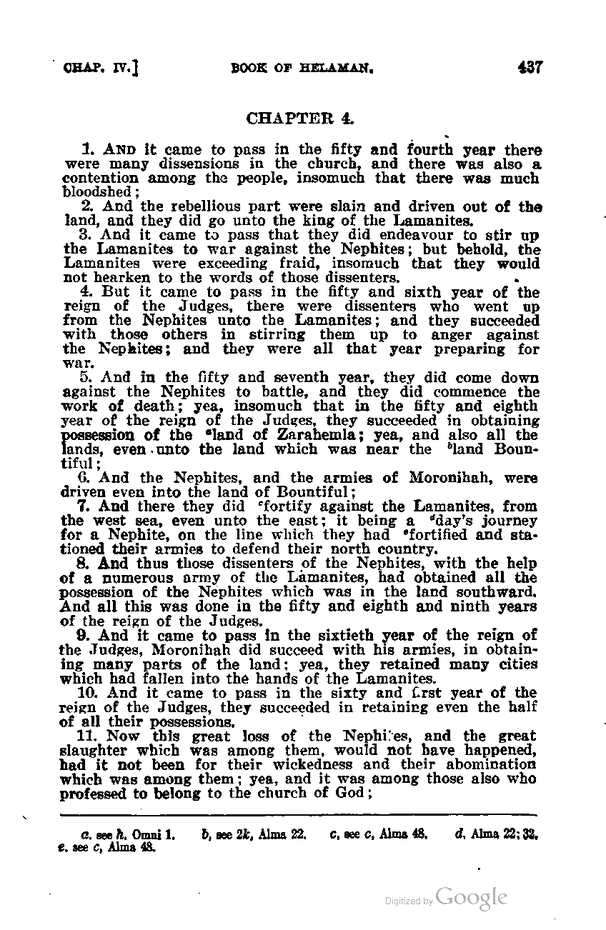 CHAP. IV.] BOOK OF HELAMAN. 437
CHAPTER 4.
1. AND it came to pass in the fifty and fourth year there
were many dissensions in the church, and there was also a
contention among the people, insomuch that there was much
bloodshed;
2. And the rebellious part were slain and driven out of the
land, and they did go unto the king of the Lamanites.
3. And it came to pass that they did endeavour to stir up
the Lamanites to war against the Nephites; but behold, the
Lamanites were exceeding fraid, insomuch that they would
not hearken to the words of those dissenters.
4. But it came to pass in the fifty and sixth year of the
reign of the Judges, there were dissenters who went up
from the Nephites unto the Lamanites; and they succeeded
with those others in stirring them up to anger against
the Nephites; and they were all that year preparing for
war.
5. And in the fifty and seventh year, they did come down
against the Nephites to battle, and they did commence the
work of death; yea, insomuch that in the fifty and eighth
year of the reign of the Judges, they succeeded in obtaining
possession of the ᵃland of Zarahemla; yea, and also all the
lands, even unto the land which was near the ᵇland Boun-
tiful;
6. And the Nephites, and the armies of Moronihah, were
driven even into the land of Bountiful;
7. And there they did ᶜfortify against the Lamanites, from
the west sea, even unto the east; it being a ᵈday's journey
for a Nephite, on the line which they had ᵉfortified and sta-
tioned their armies to defend their north country.
8. And thus those dissenters of the Nephites, with the help
of a numerous army of the Lamanites, had obtained all the
possession of the Nephites which was in the land southward.
And all this was done in the fifty and eighth and ninth years
of the reign of the Judges.
9. And it came to pass in the sixtieth year of the reign of
the Judges, Moronihah did succeed with his armies, in obtain-
ing many parts of the land; yea, they retained many cities
which had fallen into the hands of the Lamanites.
10. And it came to pass in the sixty and first year of the
reign of the Judges, they succeeded in retaining even the half
of all their possessions.
11. Now this great loss of the Nephites, and the great
slaughter which was among them, would not have happened,
had it not been for their wickedness and their abomination
which was among them; yea, and it was among those also who
professed to belong to the church of God;
a. see h. Omni 1. b, see 2k, Alma 22. c, see c, Alma 48. d. Alma 22; 32.
e. see c, Alma 48.
Digitized by Google